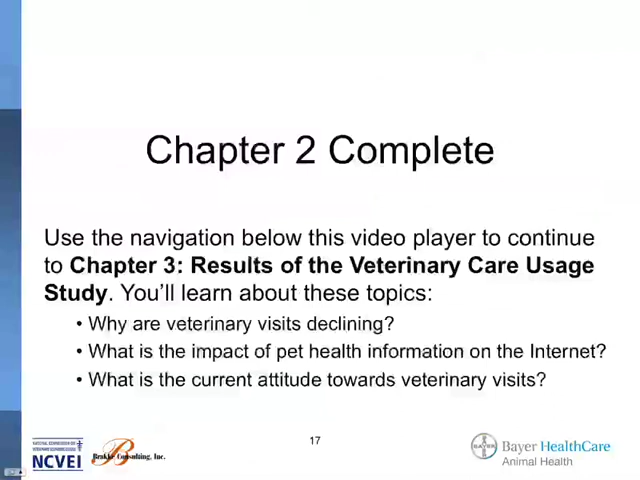 Chapter 2 Complete
Use the navigation below this video player to continue
to Chapter 3: Results of the Veterinary Care Usage
Study. You’ll learn about these topics:
• Why are veterinary visits declining?
• What is the impact of pet health information on the Internet?
• What is the current attitude towards veterinary visits?
17
NCVEI
Brakke Consulting, Inc.
BAYER
Bayer HealthCare
Animal Health